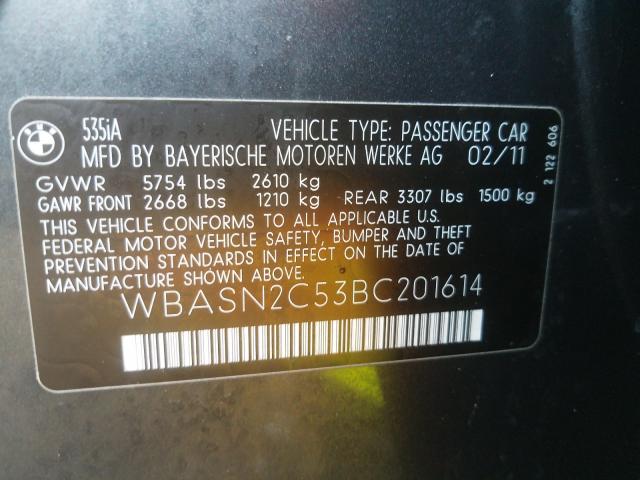 BMW
535iA VEHICLE TYPE: PASSENGER CAR
MFD BY BAYERISCHE MOTOREN WERKE AG 02/11
GVWR 5754 lbs 2610 kg
GAWR FRONT 2668 lbs 1210 kg REAR 3307 lbs 1500 kg
THIS VEHICLE CONFORMS TO ALL APPLICABLE U.S.
FEDERAL MOTOR VEHICLE SAFETY, BUMPER AND THEFT
PREVENTION STANDARDS IN EFFECT ON THE DATE OF
MANUFACTURE SHOWN ABOVE.
WBASN2C53BC201614
2 122 606